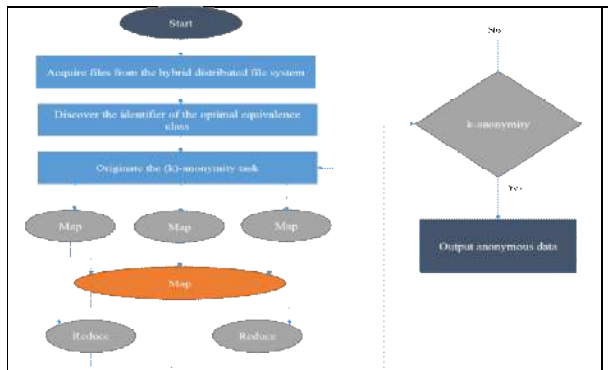 Start
Acquire files from the hybrid distributed file system
Discover the identifier of the optimal equivalence
class
Originate the (k)-anonymity task
Map
Map
Map
Map
Reduce
Reduce
No
k-anonymity
Yes
Output anonymous data